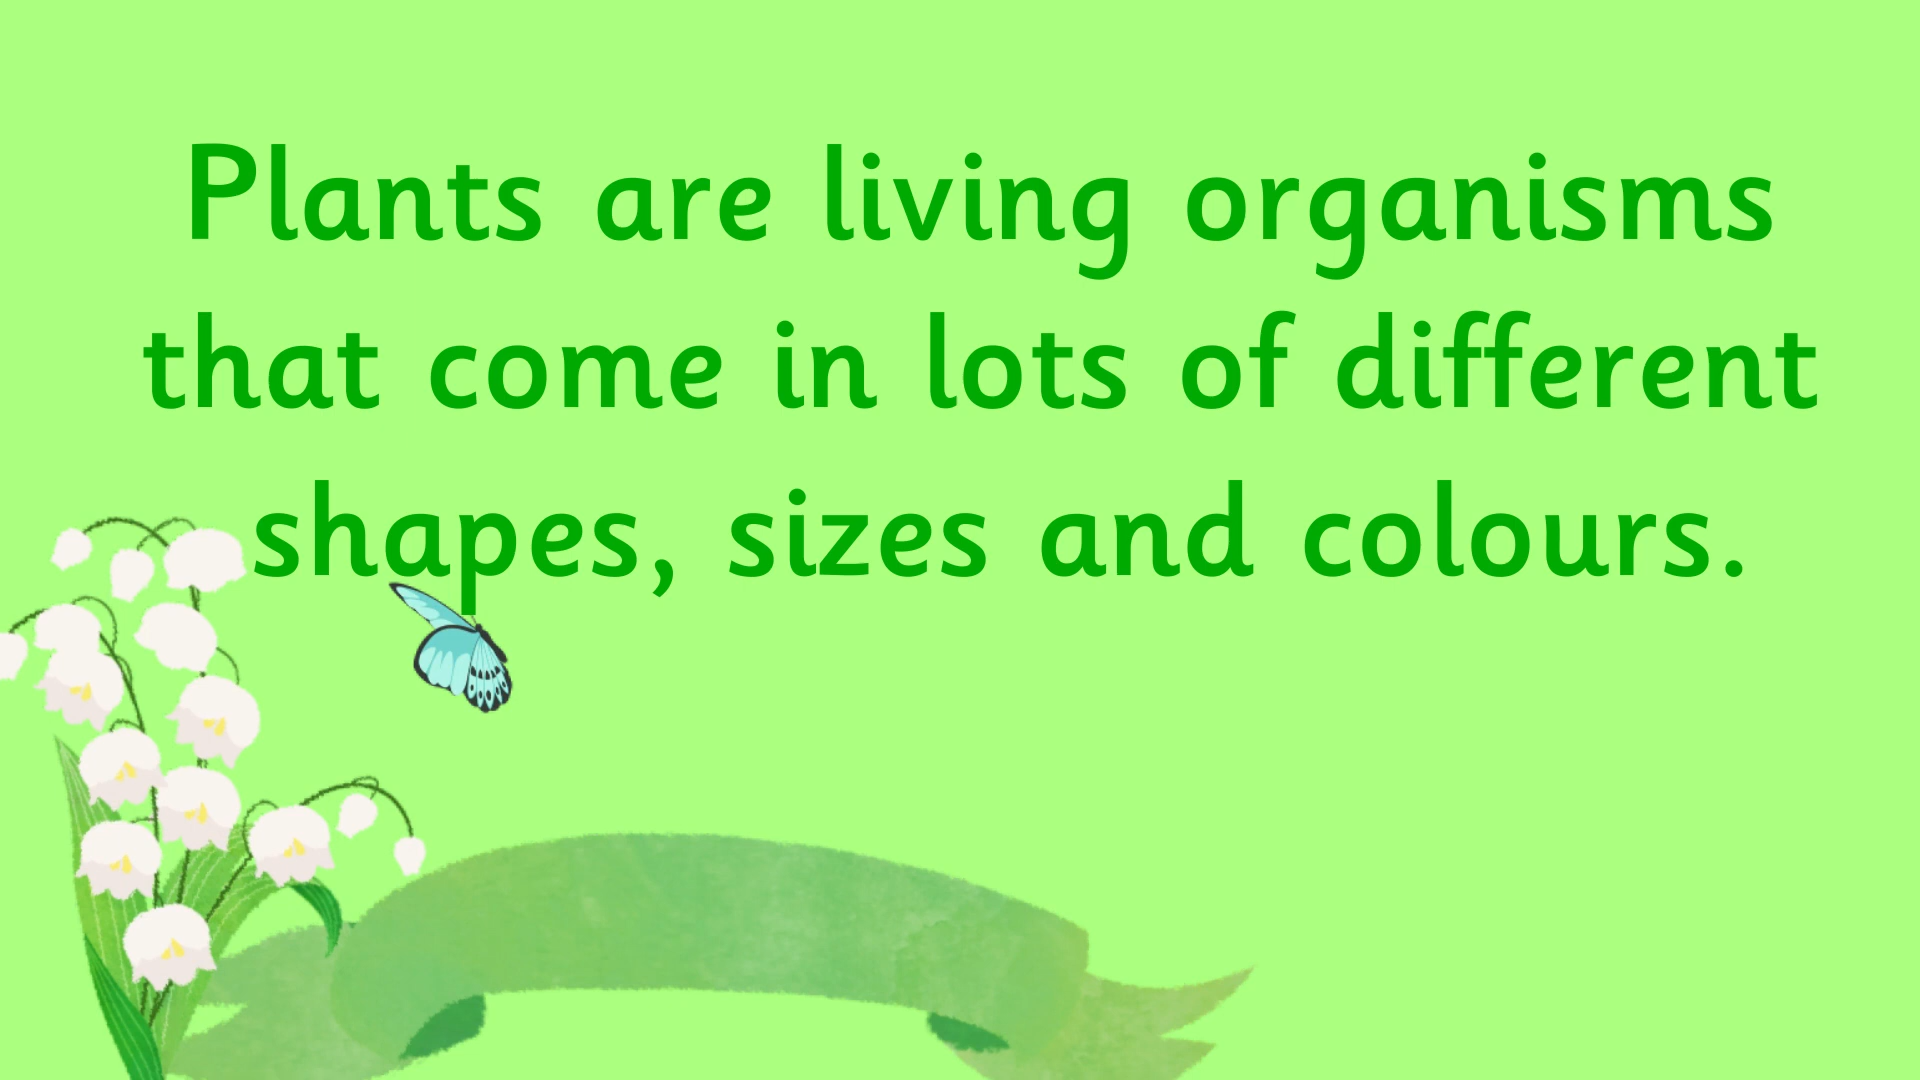 Plants are living organisms
that come in lots of different
shapes, sizes and colours.